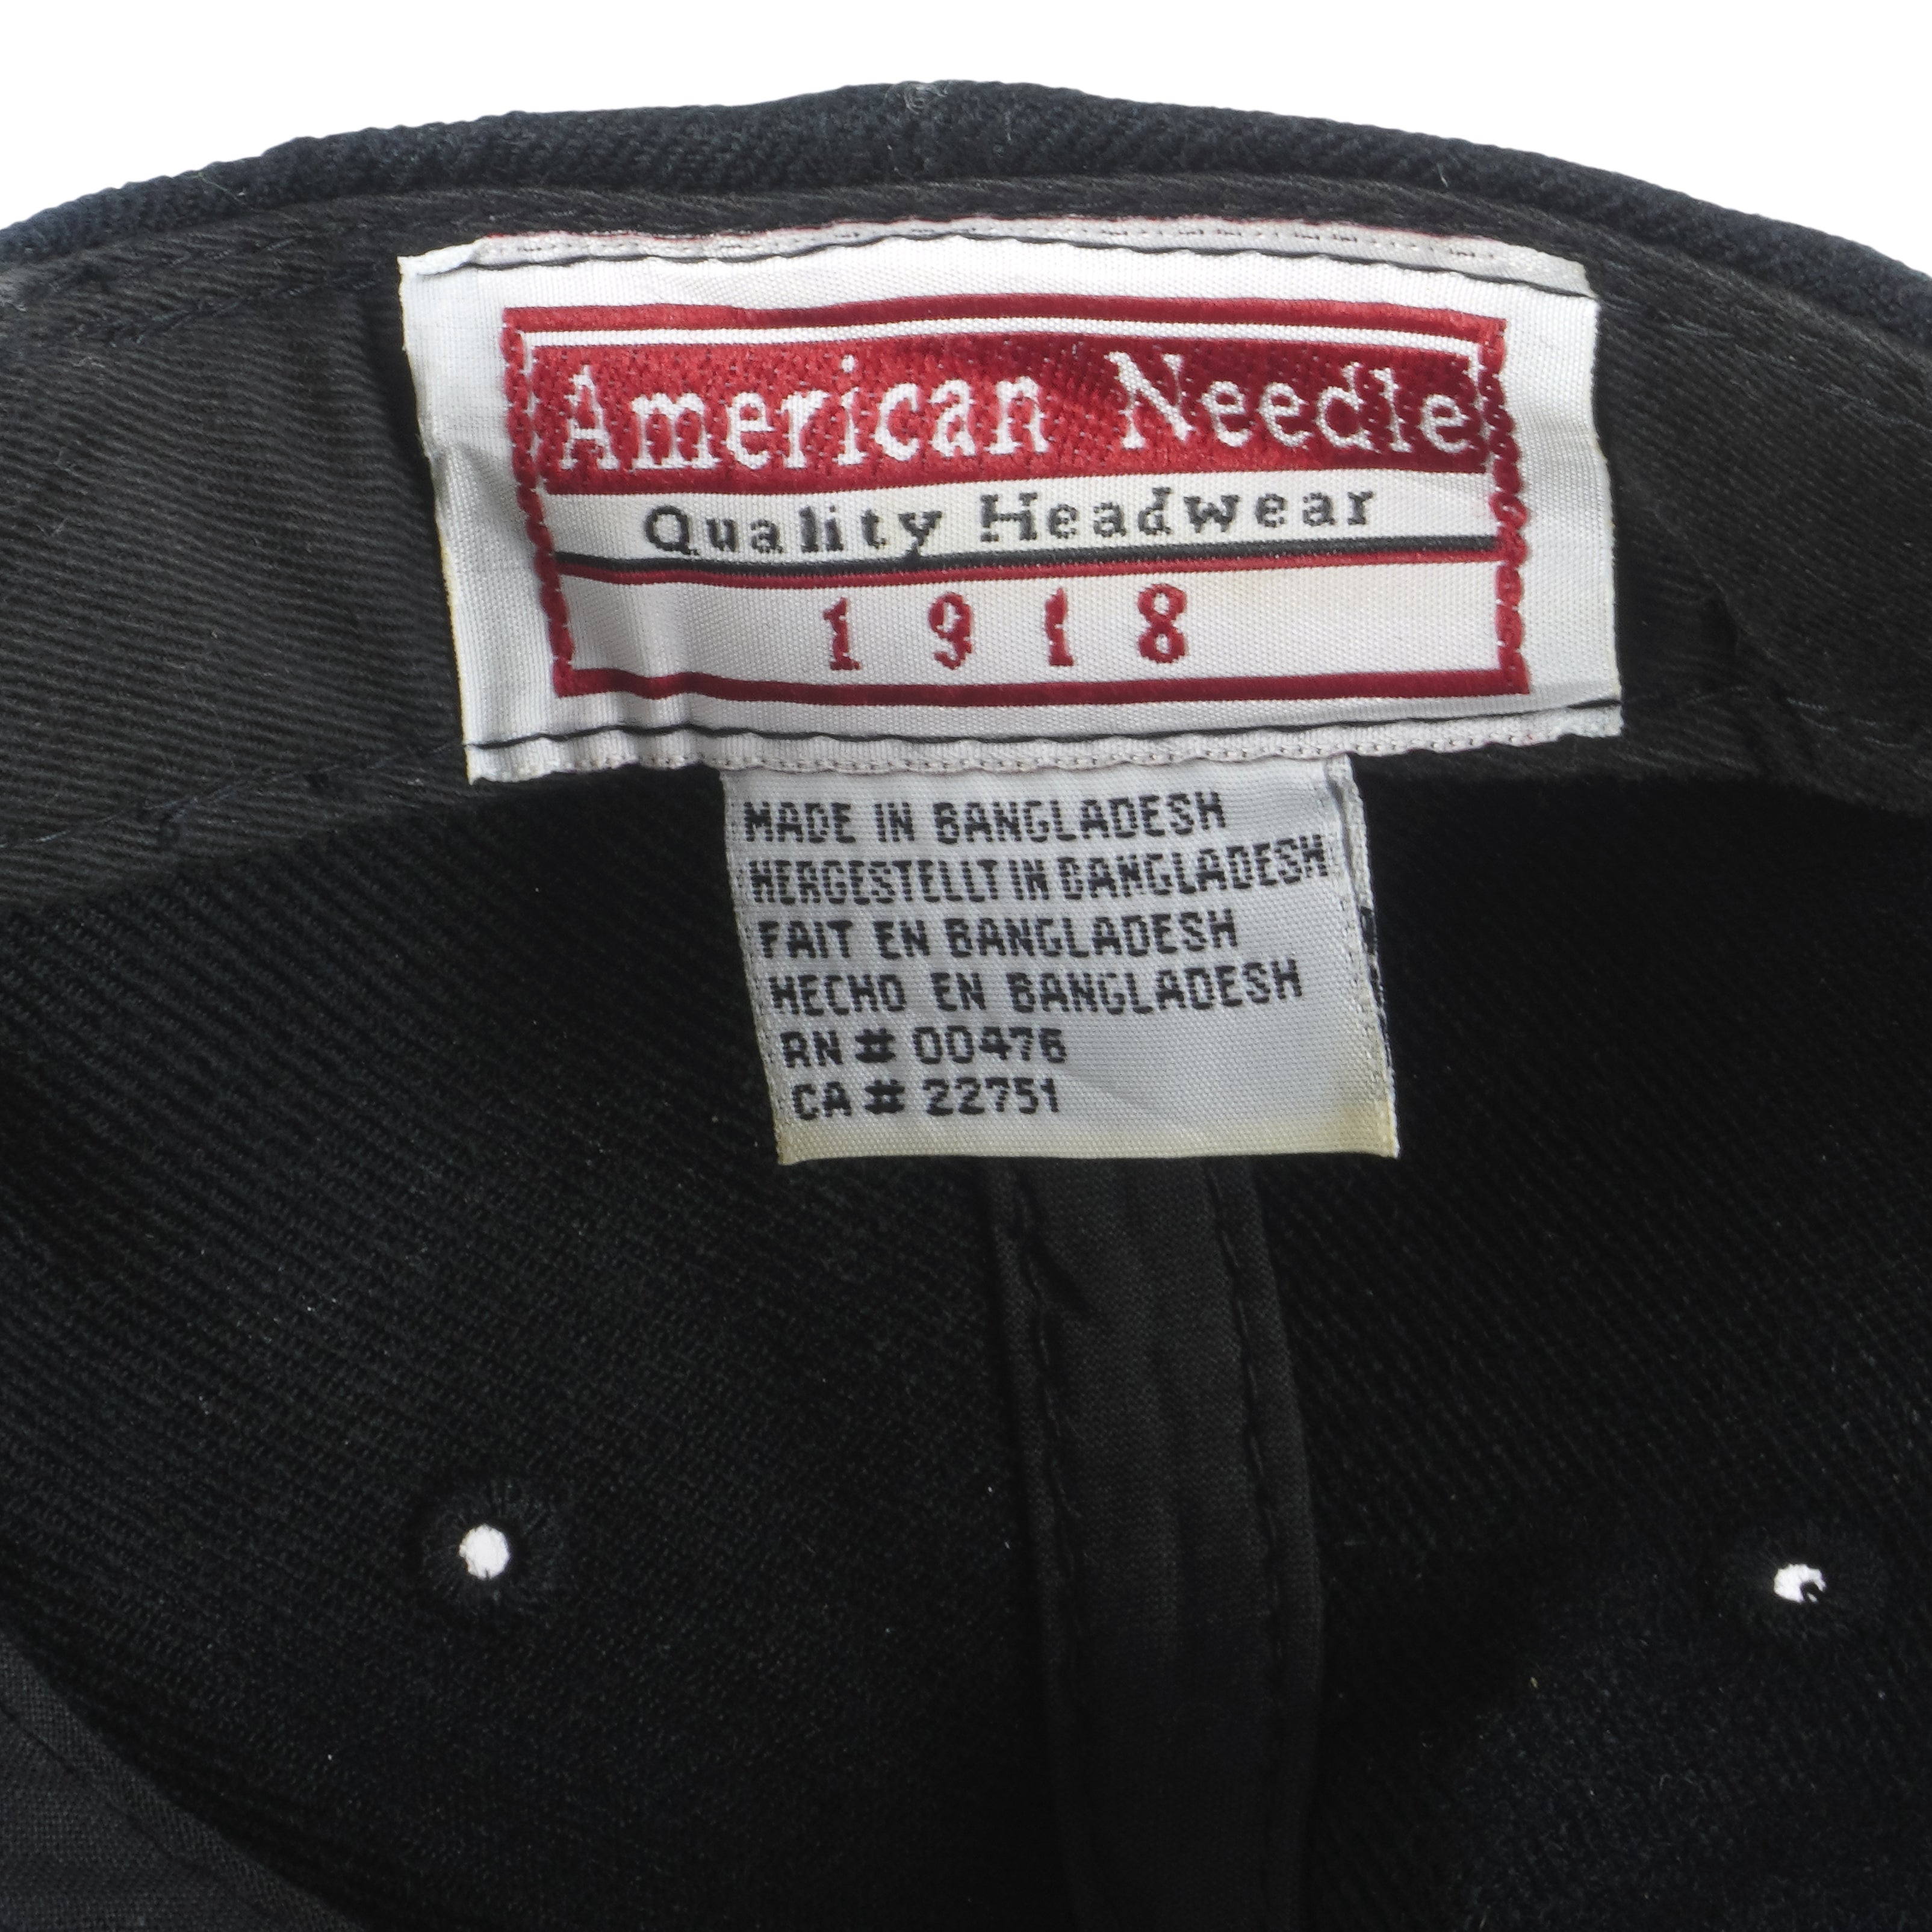 American Needle
Quality Headwear
1918
MADE IN BANGLADESH
HERGESTELLT IN BANGLADESH
FAIT EN BANGLADESH
HECHO EN BANGLADESH
RN # 00476
CA # 22751